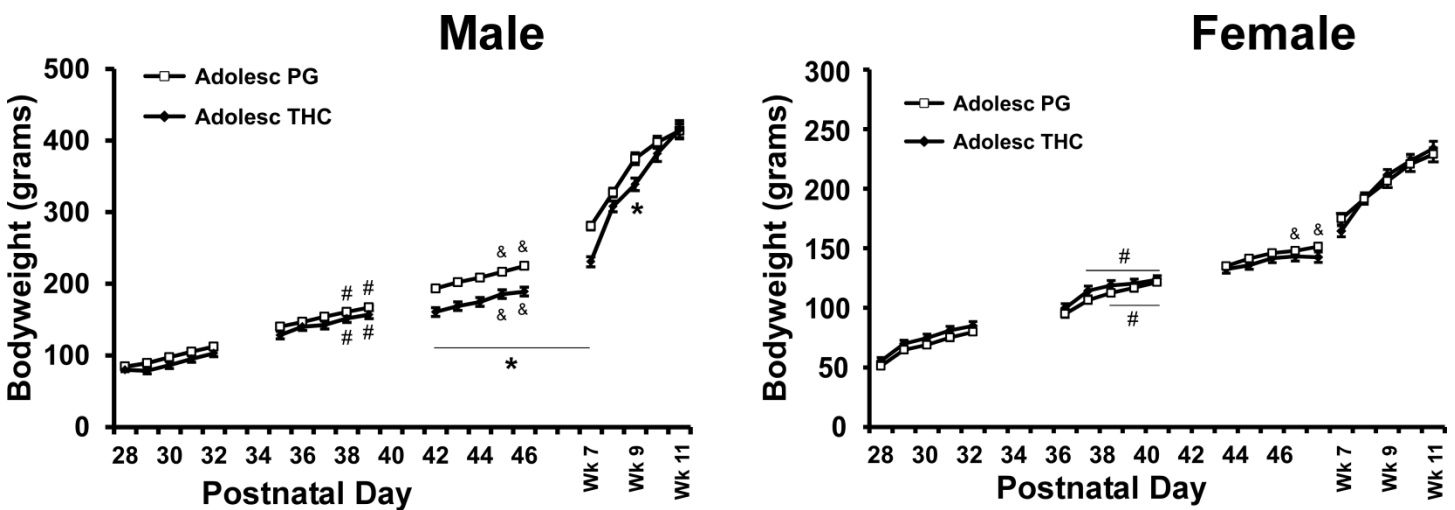 Male
Bodyweight (grams)
500
400
300
200
100
0
Adolesc PG
Adolesc THC
# #
# #
& &
& &
*
*
28 30 32 34 36 38 40 42 44 46 Wk 7 Wk 9 Wk 11
Postnatal Day
Female
Bodyweight (grams)
300
250
200
150
100
50
0
Adolesc PG
Adolesc THC
#
#
& &
28 30 32 34 36 38 40 44 46 Wk 7 Wk 9 Wk 11
Postnatal Day